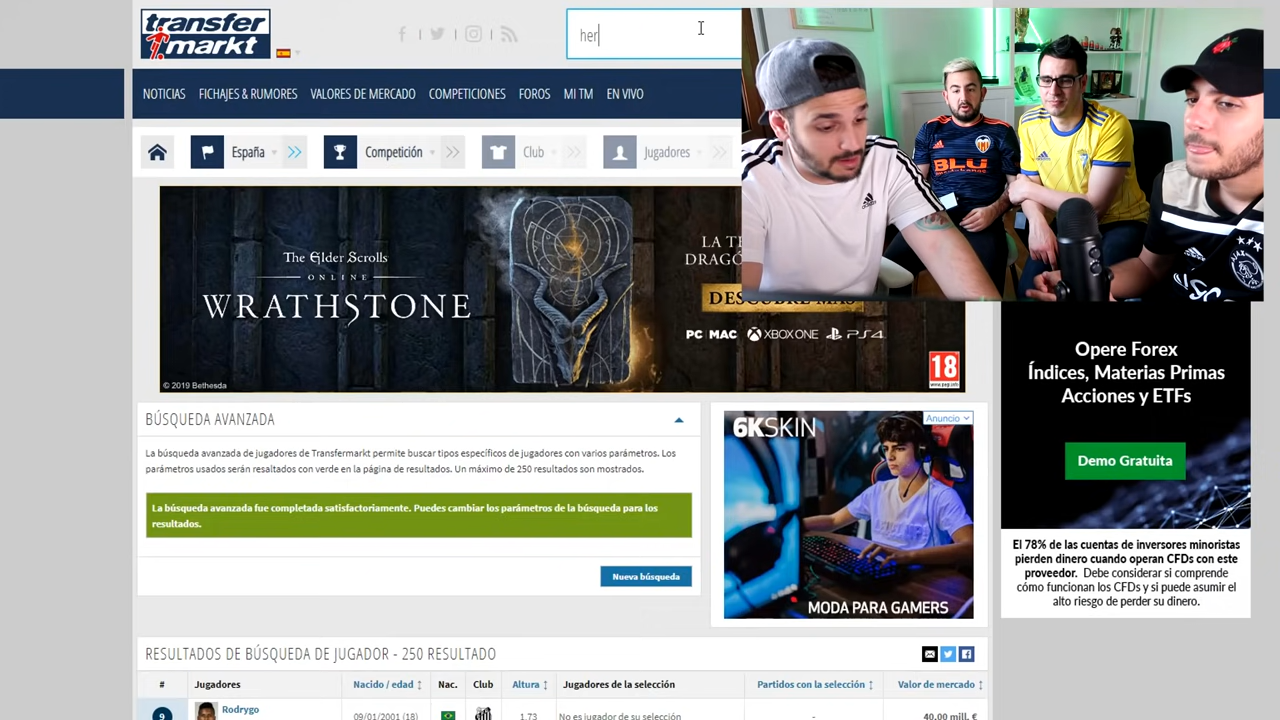 transfer
markt
her
NOTICIAS FICHAJES & RUMORES VALORES DE MERCADO COMPETICIONES FOROS MI TM EN VIVO
España Competición Club Jugadores
The Elder Scrolls
ONLINE
WRATHSTONE
LA
DRAG
PC | MAC XBOX ONE PS4
18
© 2019 Bethesda
BLU
BÚSQUEDA AVANZADA
La búsqueda avanzada de jugadores de Transfermarkt permite buscar tipos específicos de jugadores con varios parámetros. Los
parámetros usados serán resaltados con verde en la página de resultados. Un máximo de 250 resultados son mostrados.
La búsqueda avanzada fue completada satisfactoriamente. Puedes cambiar los parámetros de la búsqueda para los
resultados.
Nueva búsqueda
6KSKIN
Anuncio
MODA PARA GAMERS
Opere Forex
Índices, Materias Primas
Acciones y ETFs
Demo Gratuita
El 78% de las cuentas de inversores minoristas
pierden dinero cuando operan CFDs con este
proveedor. Debe considerar si comprende
cómo funcionan los CFDs y si puede asumir el
alto riesgo de perder su dinero.
RESULTADOS DE BÚSQUEDA DE JUGADOR - 250 RESULTADO
# Jugadores Nacido / edad Nac. Club Altura Jugadores de la selección Partidos con la selección Valor de mercado
9 Rodrygo 09/01/2001 (18) 1,73 No es jugador de su selección - 40,00 mill. €